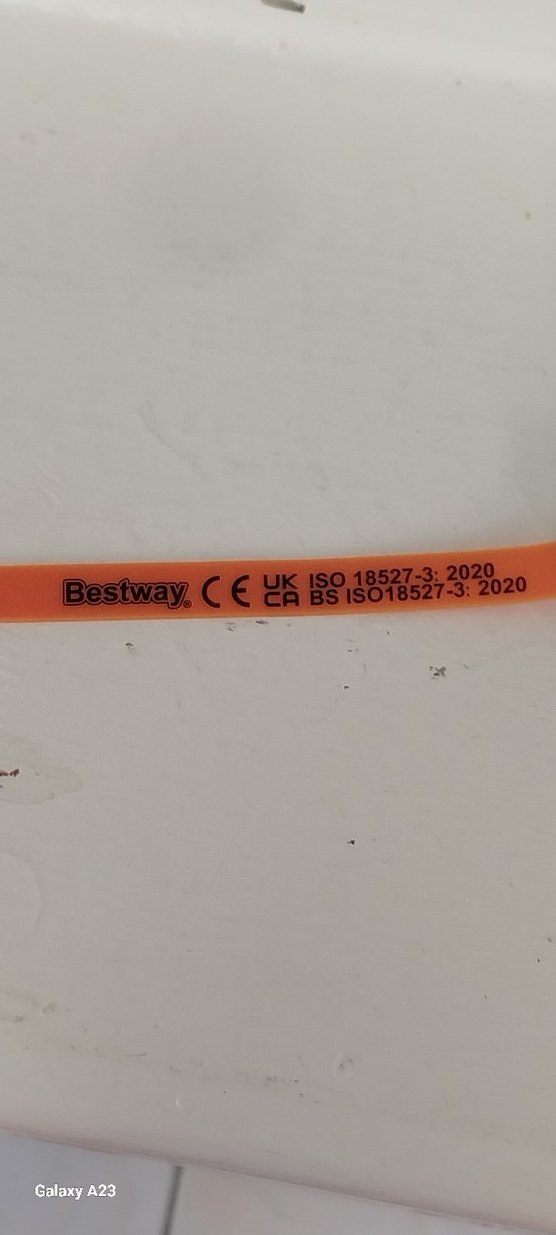 Bestway® CE UK ISO 18527-3: 2020
CA BS ISO18527-3: 2020
Galaxy A23